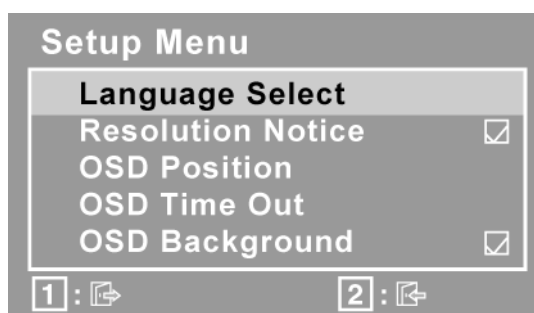 Setup Menu
Language Select
Resolution Notice
OSD Position
OSD Time Out
OSD Background
1 : 2 :